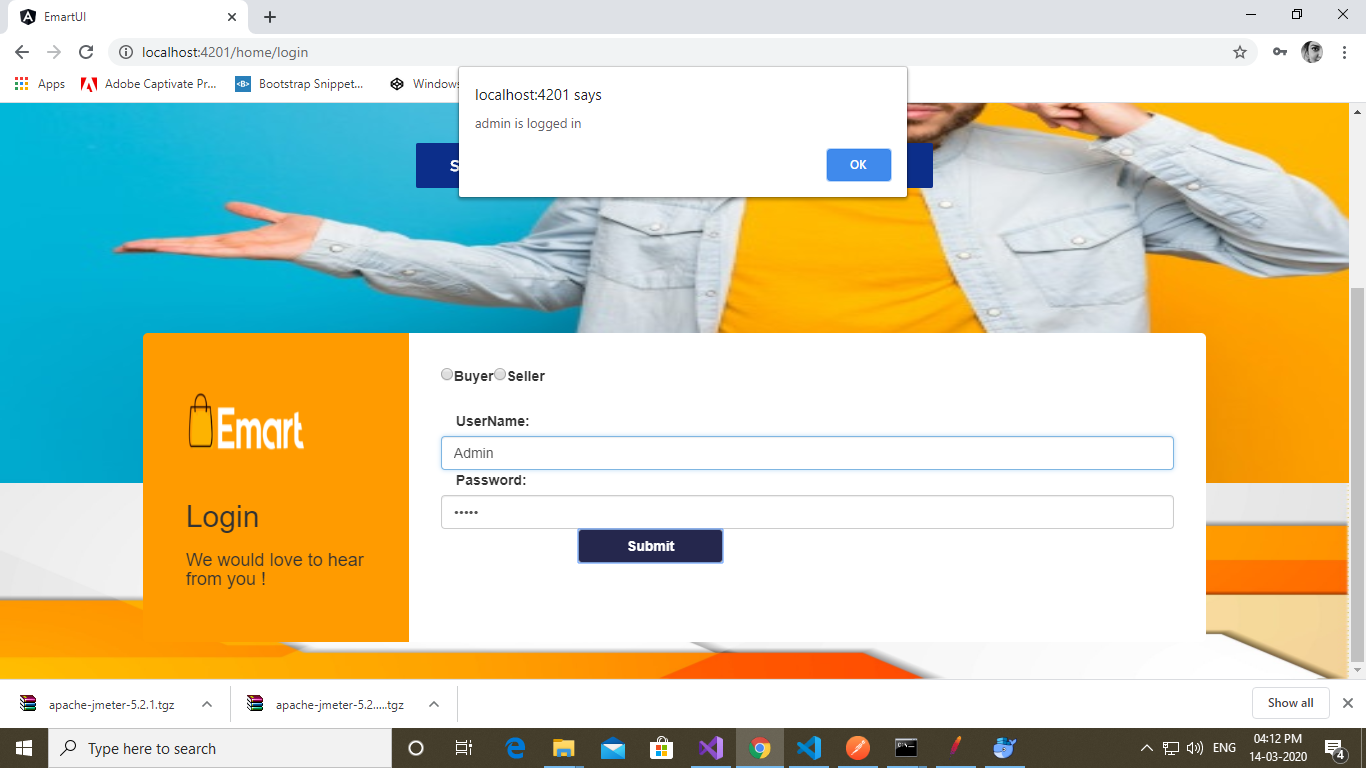 EmartUI
localhost:4201/home/login
Apps
Adobe Captivate Pr...
Bootstrap Snippet...
Windows
localhost:4201 says
admin is logged in
OK
S
Buyer Seller
UserName:
Admin
Password:
•••••
Submit
Emart
Login
We would love to hear
from you !
apache-jmeter-5.2.1.tgz
apache-jmeter-5.2.....tgz
Show all
Type here to search
ENG
04:12 PM
14-03-2020
4